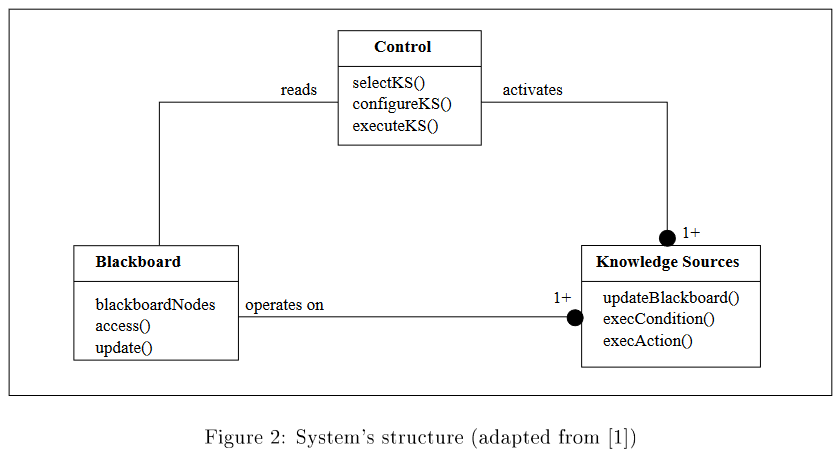 Control
selectKS()
configureKS()
executeKS()
reads
activates
1+
Blackboard
blackboardNodes
access()
update()
operates on
1+
Knowledge Sources
updateBlackboard()
execCondition()
execAction()
Figure 2: System's structure (adapted from [1])